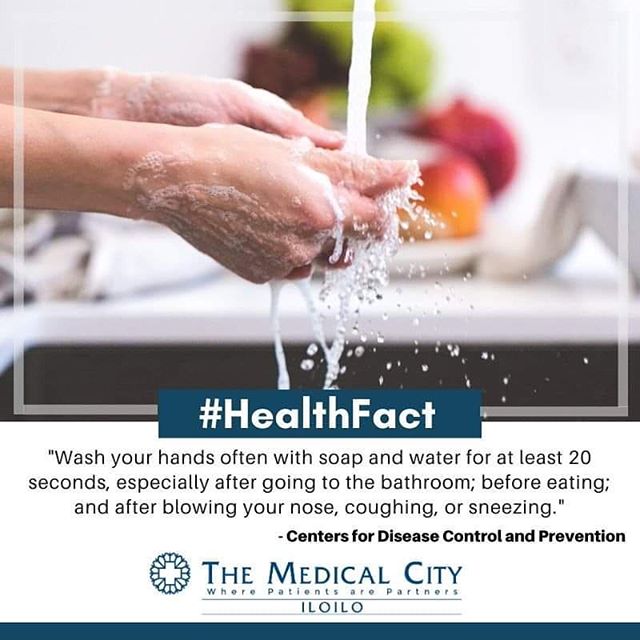 #HealthFact
"Wash your hands often with soap and water for at least 20
seconds, especially after going to the bathroom; before eating;
and after blowing your nose, coughing, or sneezing."
- Centers for Disease Control and Prevention
THE MEDICAL CITY
Where Patients are Partners
ILOILO